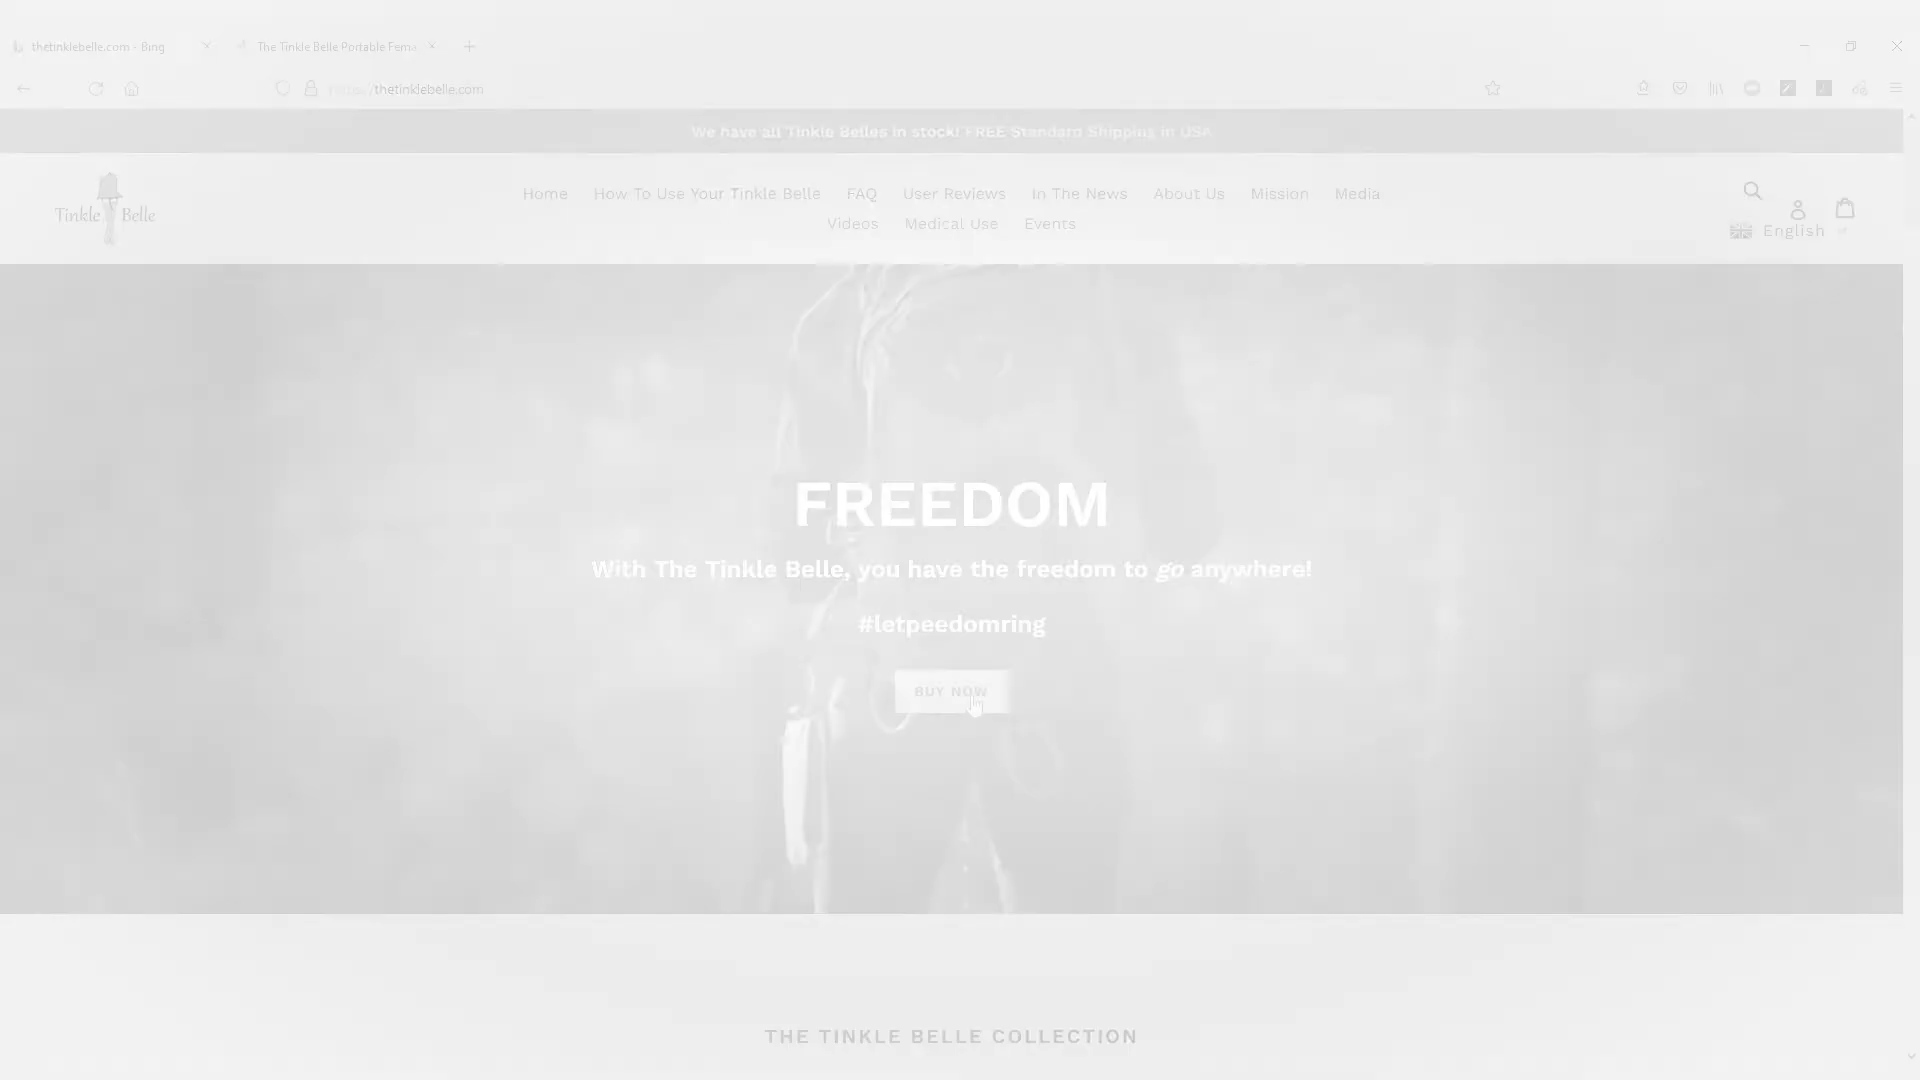 thetinklebelle.com - Bing
The Tinkle Belle Portable Fema
https://thetinklebelle.com
We have all Tinkle Belles in stock! FREE Standard Shipping in USA
Tinkle Belle
Home How To Use Your Tinkle Belle FAQ User Reviews In The News About Us Mission Media
Videos Medical Use Events
English
FREEDOM
With The Tinkle Belle, you have the freedom to go anywhere!
#letpeedomring
BUY NOW
THE TINKLE BELLE COLLECTION